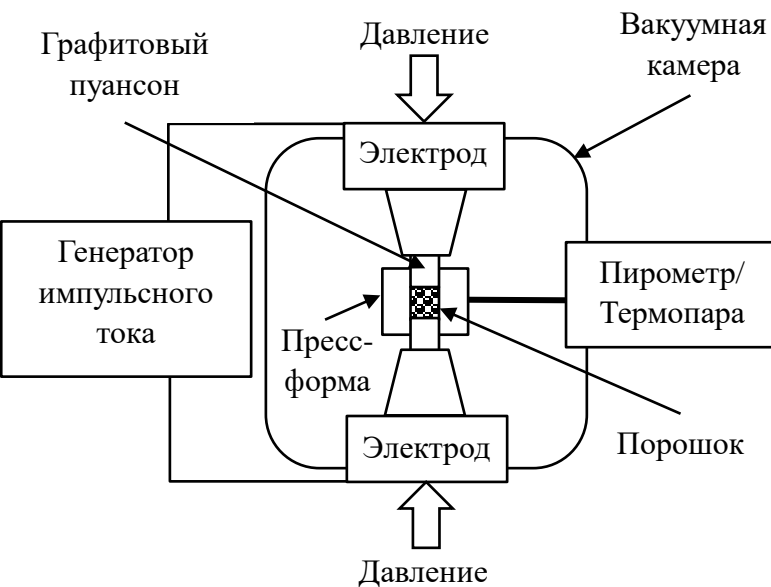 Графитовый
пуансон
Давление
Вакуумная
камера
Электрод
Генератор
импульсного
тока
Пирометр/
Термопара
Пресс-
форма
Электрод
Порошок
Давление